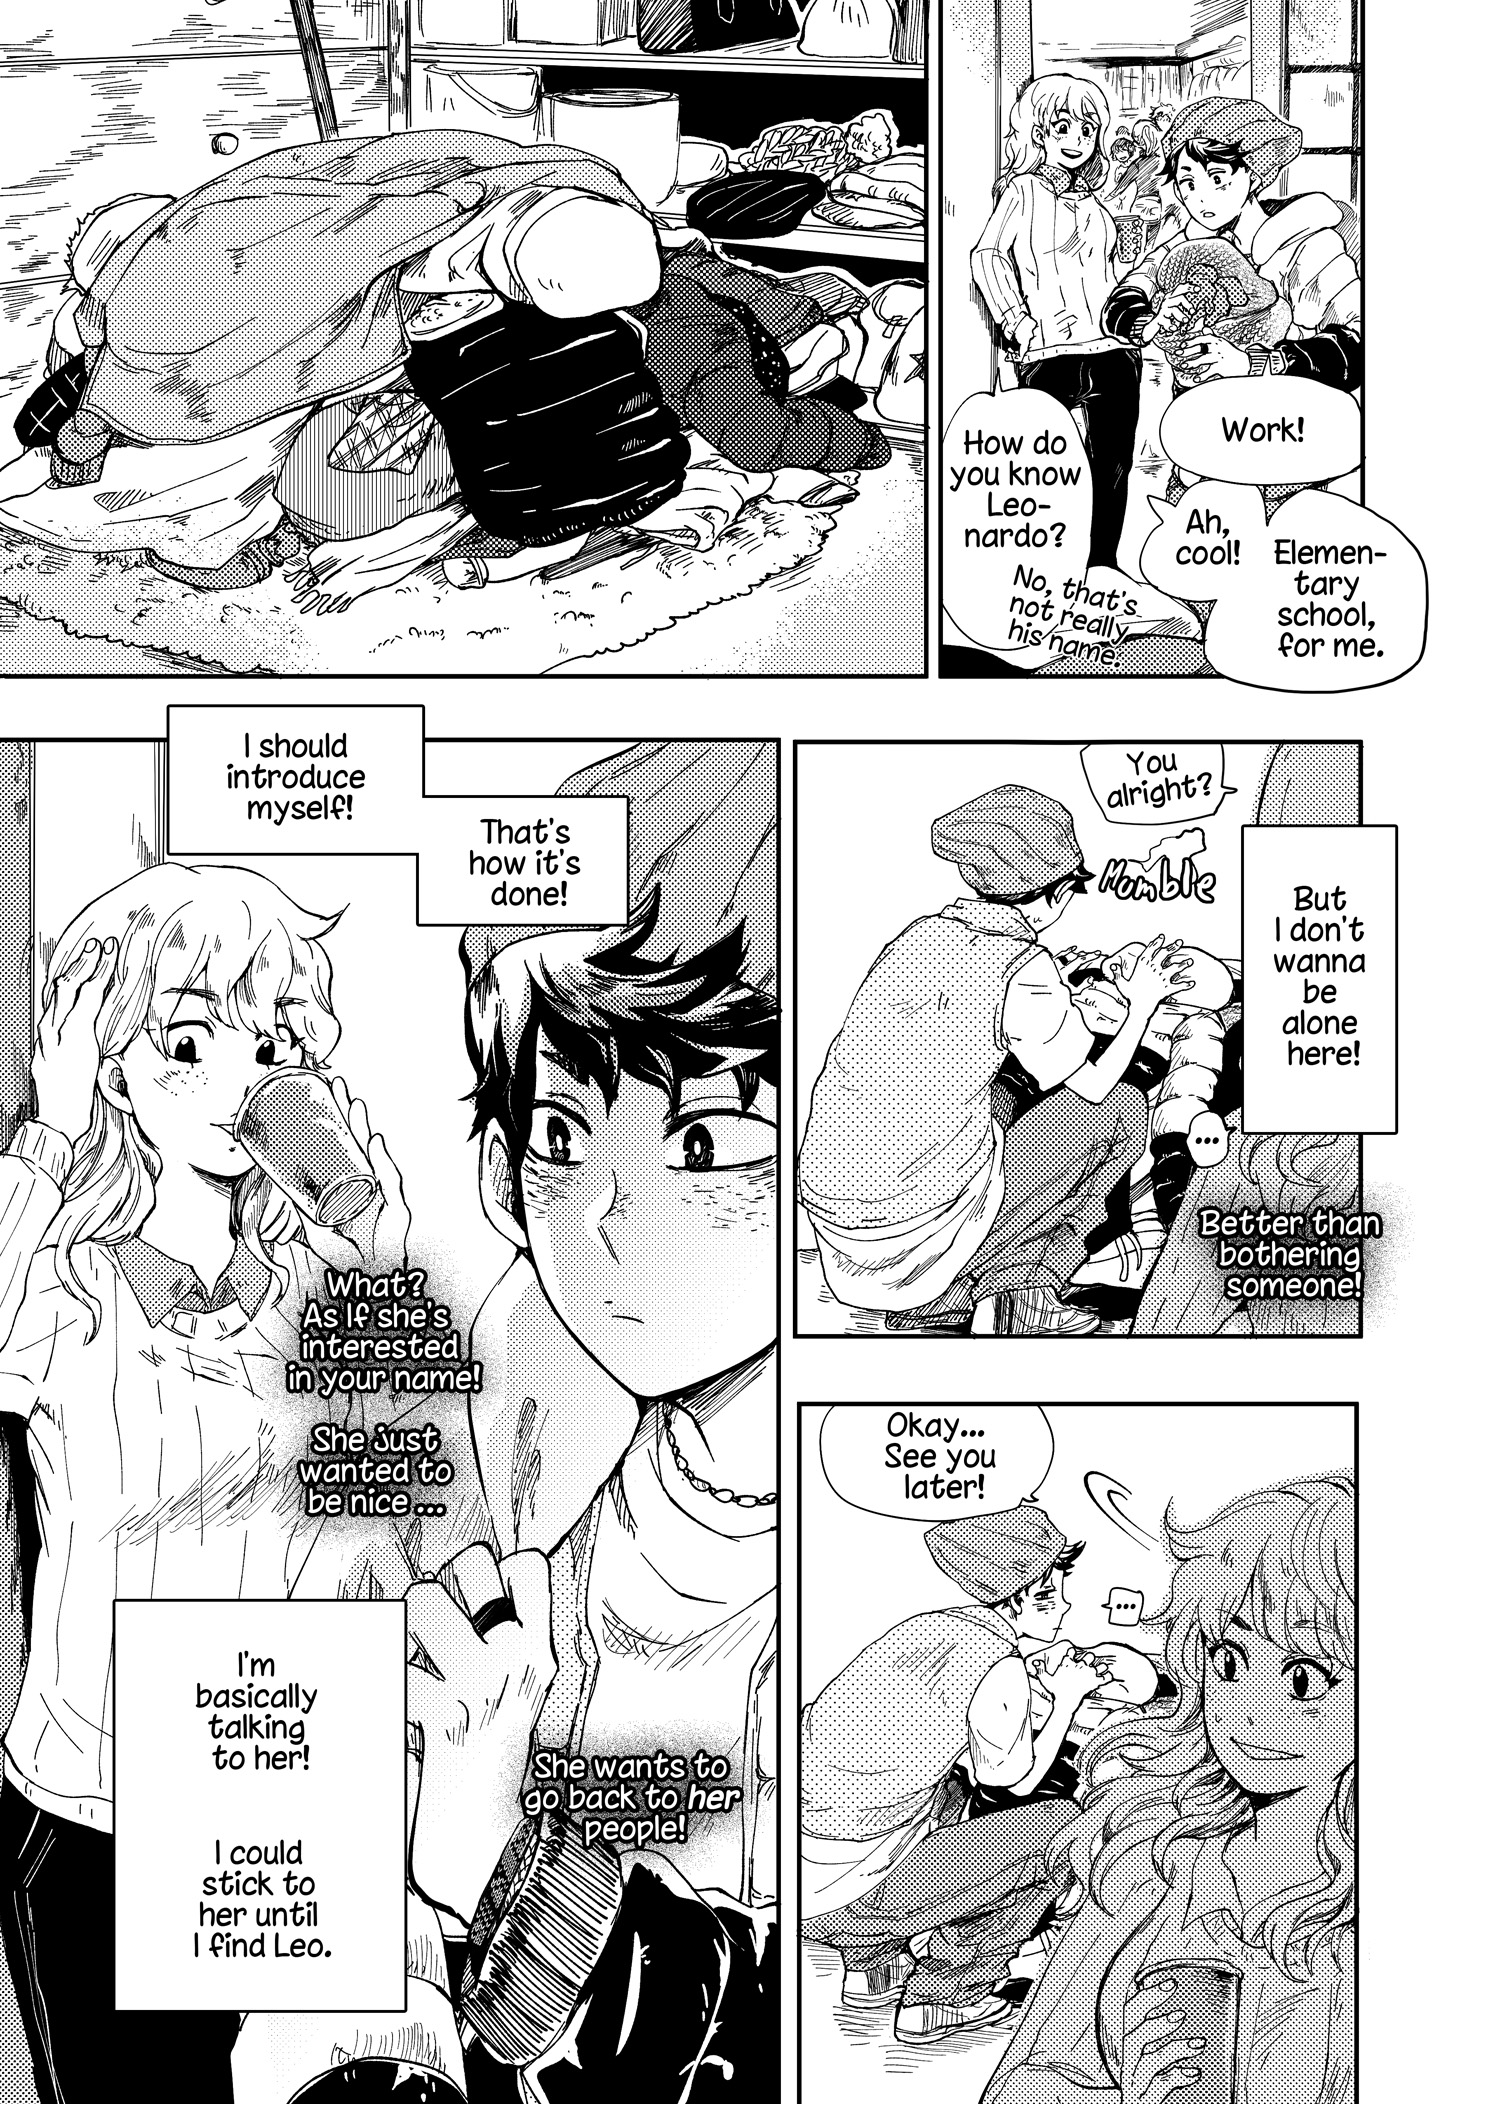 How do
you know
Leo-
nardo?
No, that's
not really
his name.
Work!
Ah,
cool!
Elemen-
tary
school,
for me.
I should
introduce
myself!
That's
how it's
done!
What?
As If she's
interested
in your name!
She just
wanted to
be nice ...
I'm
basically
talking
to her!
I could
stick to
her until
I find Leo.
She wants to
go back to her
people!
You
alright?
Mumble
But
I don't
wanna
be
alone
here!
...
Better than
bothering
someone!
Okay...
See you
later!
...